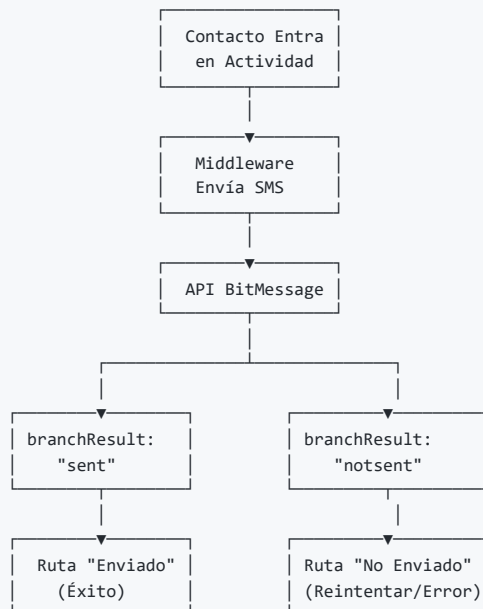 Contacto Entra
en Actividad
Middleware
Envía SMS
API BitMessage
branchResult:
"sent"
branchResult:
"notsent"
Ruta "Enviado"
(Éxito)
Ruta "No Enviado"
(Reintentar/Error)